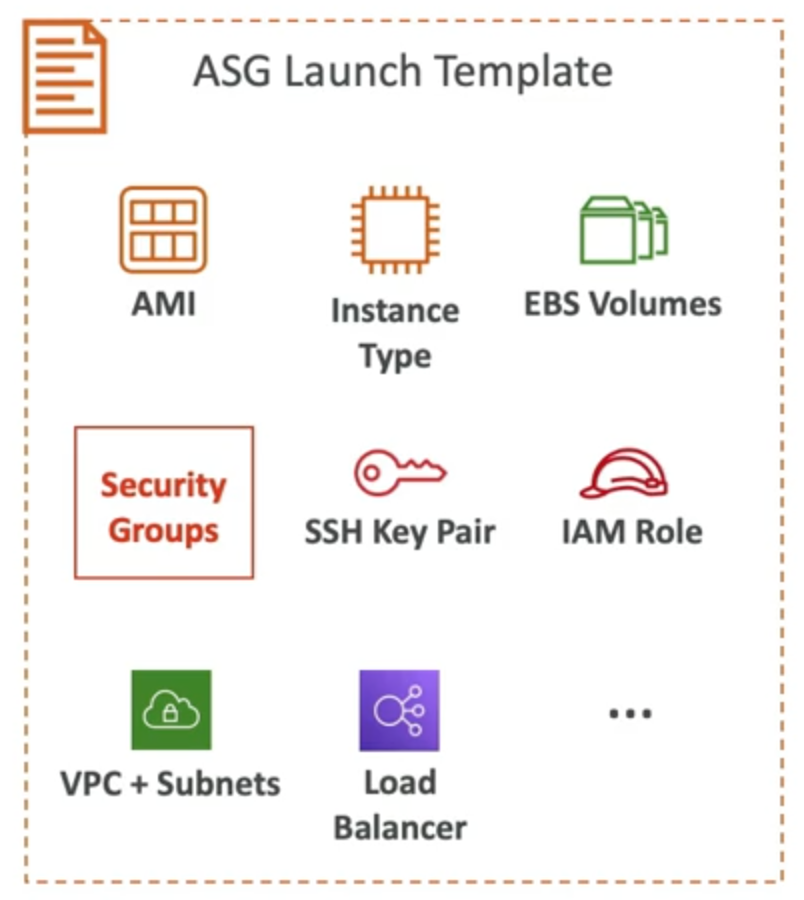 ASG Launch Template
AMI
Instance
Type
EBS Volumes
Security
Groups
SSH Key Pair
IAM Role
VPC + Subnets
Load
Balancer
...